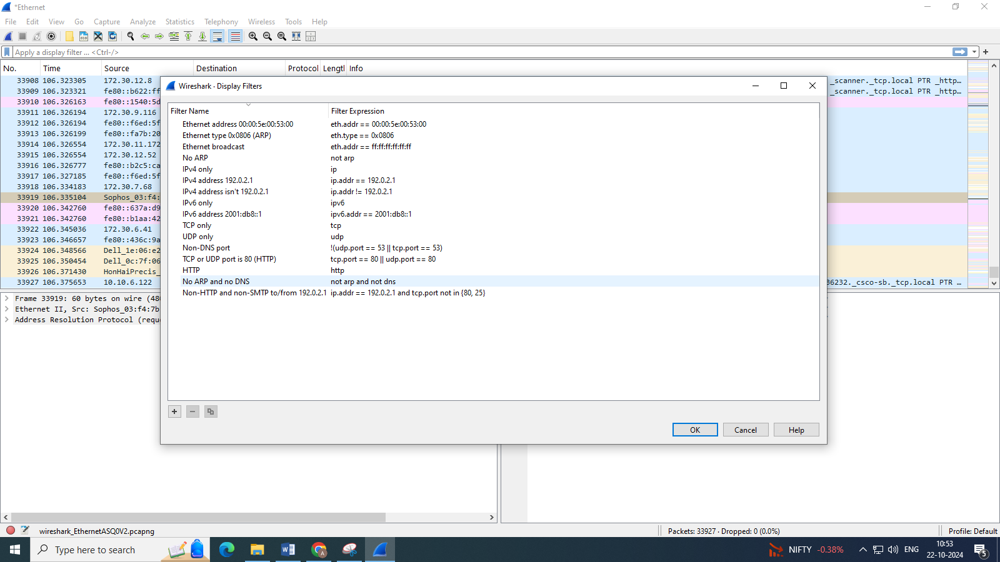 *Ethernet
File Edit View Go Capture Analyze Statistics Telephony Wireless Tools Help
Apply a display filter ... <Ctrl-/>
No. Time Source Destination Protocol Lengtl Info
33908 106.323305 172.30.12.8 _scanner._tcp.local PTR _http…
33909 106.323321 fe80::b622:ff _scanner._tcp.local PTR _http…
33910 106.326163 fe80::1540:5d
33911 106.326194 172.30.9.116
33912 106.326194 fe80::f6ed:5f
33913 106.326199 fe80::fa7b:20
33914 106.326554 172.30.11.172
33915 106.326554 172.30.12.52
33916 106.326777 fe80::b2c5:ca
33917 106.327185 fe80::f6ed:5f
33918 106.334183 172.30.7.68
33919 106.335104 Sophos_03:f4:
33920 106.342760 fe80::637a:d9
33921 106.342760 fe80::b1aa:42
33922 106.345036 172.30.6.41
33923 106.346657 fe80::436c:9a
33924 106.348566 Dell_1e:06:e2
33925 106.350454 Dell_0c:7f:06
33926 106.371430 HonHaiPrecis_
33927 106.375653 10.10.6.122 36232._csco-sb._tcp.local PTR …
Wireshark · Display Filters
Filter Name Filter Expression
Ethernet address 00:00:5e:00:53:00 eth.addr == 00:00:5e:00:53:00
Ethernet type 0x0806 (ARP) eth.type == 0x0806
Ethernet broadcast eth.addr == ff:ff:ff:ff:ff:ff
No ARP not arp
IPv4 only ip
IPv4 address 192.0.2.1 ip.addr == 192.0.2.1
IPv4 address isn't 192.0.2.1 ip.addr != 192.0.2.1
IPv6 only ipv6
IPv6 address 2001:db8::1 ipv6.addr == 2001:db8::1
TCP only tcp
UDP only udp
Non-DNS port !(udp.port == 53 || tcp.port == 53)
TCP or UDP port is 80 (HTTP) tcp.port == 80 || udp.port == 80
HTTP http
No ARP and no DNS not arp and not dns
Non-HTTP and non-SMTP to/from 192.0.2.1 ip.addr == 192.0.2.1 and tcp.port not in {80, 25}
OK Cancel Help
Frame 33919: 60 bytes on wire (480
Ethernet II, Src: Sophos_03:f4:7b
Address Resolution Protocol (requ
wireshark_EthernetASQ0V2.pcapng Packets: 33927 · Dropped: 0 (0.0%) Profile: Default
Type here to search NIFTY -0.38% ENG 10:53
22-10-2024 5